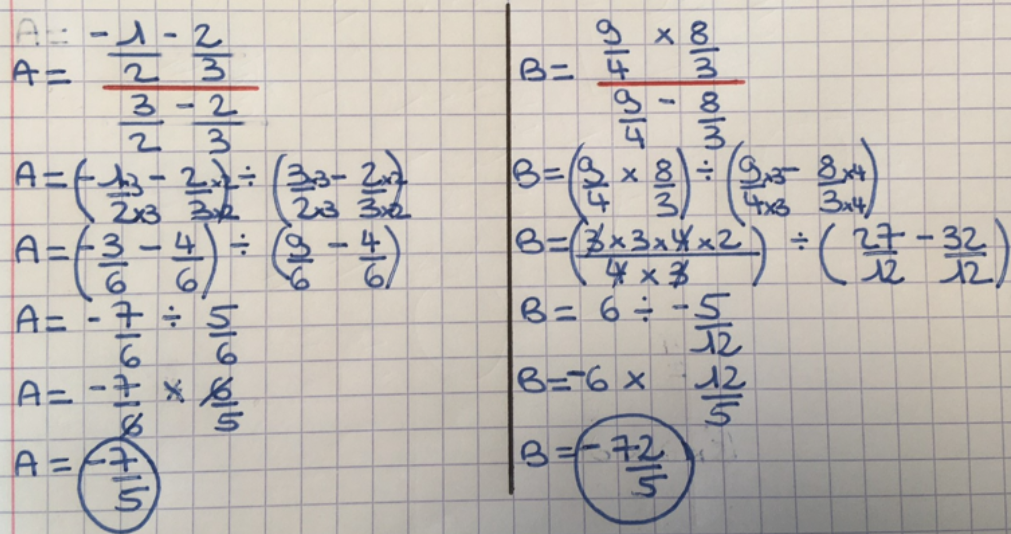 A =
A = (-1/2 - 2/3) / (3/2 - 2/3)
A = (-1×3/2×3 - 2×2/3×2) ÷ (3×3/2×3 - 2×2/3×2)
A = (-3/6 - 4/6) ÷ (9/6 - 4/6)
A = -7/6 ÷ 5/6
A = -7/6 × 6/5
A = -7/5
B = (9/4 × 8/3) / (9/4 - 8/3)
B = (9/4 × 8/3) ÷ (9×3/4×3 - 8×4/3×4)
B = (3×3×4×2 / 4×3) ÷ (27/12 - 32/12)
B = 6 ÷ -5/12
B = -6 × 12/5
B = -72/5